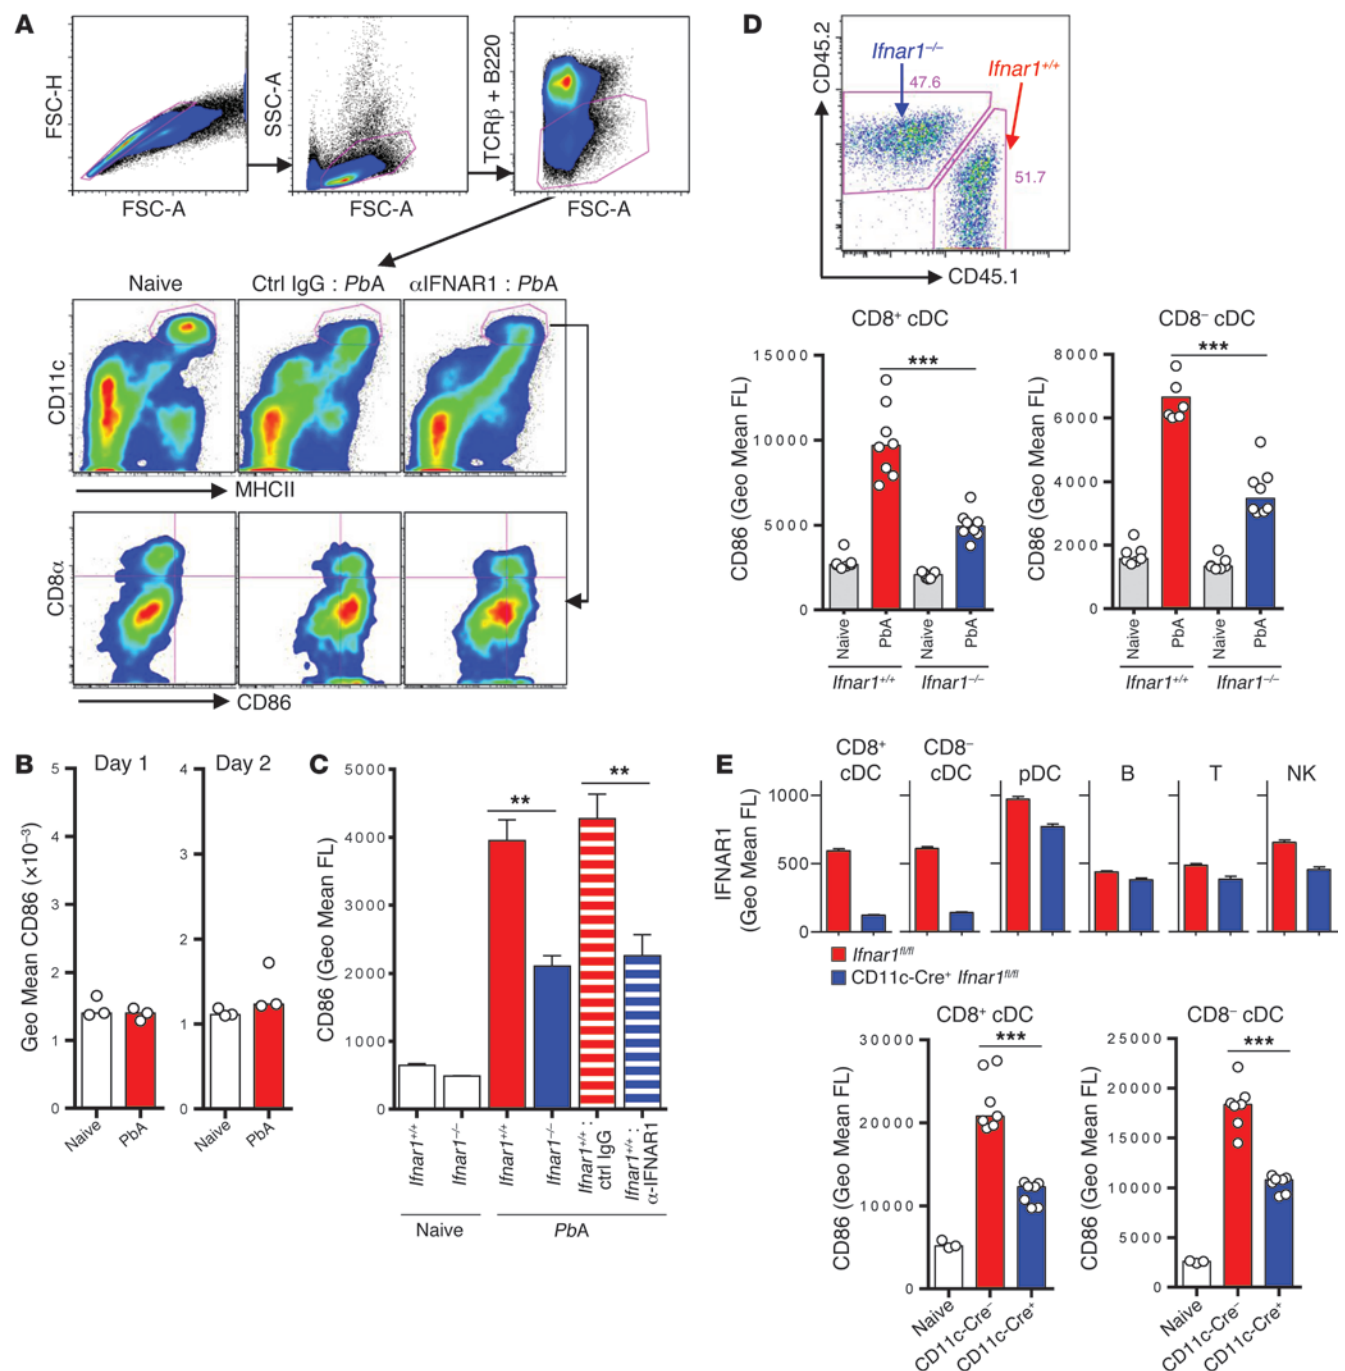 A
FSC-H
FSC-A
SSC-A
FSC-A
TCRβ + B220
FSC-A
Naive
Ctrl IgG : PbA
αIFNAR1 : PbA
CD11c
MHCII
CD8α
CD86
B
Day 1
Day 2
Geo Mean CD86 (×10⁻³)
5
4
3
2
1
0
4
3
2
1
0
Naive
PbA
Naive
PbA
C
CD86 (Geo Mean FL)
5000
4000
3000
2000
1000
0
**
**
Ifnar1⁺/⁺
Ifnar1⁻/⁻
Ifnar1⁺/⁺
Ifnar1⁻/⁻
Ifnar1⁺/⁺ :
ctrl IgG
Ifnar1⁺/⁺ :
α-IFNAR1
Naive
PbA
D
CD45.2
Ifnar1⁻/⁻
Ifnar1⁺/⁺
47.6
51.7
CD45.1
CD8⁺ cDC
CD86 (Geo Mean FL)
15000
10000
5000
0
***
Naive
PbA
Naive
PbA
Ifnar1⁺/⁺
Ifnar1⁻/⁻
CD8⁻ cDC
CD86 (Geo Mean FL)
8000
6000
4000
2000
0
***
Naive
PbA
Naive
PbA
Ifnar1⁺/⁺
Ifnar1⁻/⁻
E
CD8⁺
cDC
CD8⁻
cDC
pDC
B
T
NK
IFNAR1
(Geo Mean FL)
1000
500
0
Ifnar1ᶠˡ/ᶠˡ
CD11c-Cre⁺ Ifnar1ᶠˡ/ᶠˡ
CD8⁺ cDC
CD86 (Geo Mean FL)
30000
20000
10000
0
***
Naive
CD11c-Cre⁻
CD11c-Cre⁺
CD8⁻ cDC
CD86 (Geo Mean FL)
25000
20000
15000
10000
5000
0
***
Naive
CD11c-Cre⁻
CD11c-Cre⁺